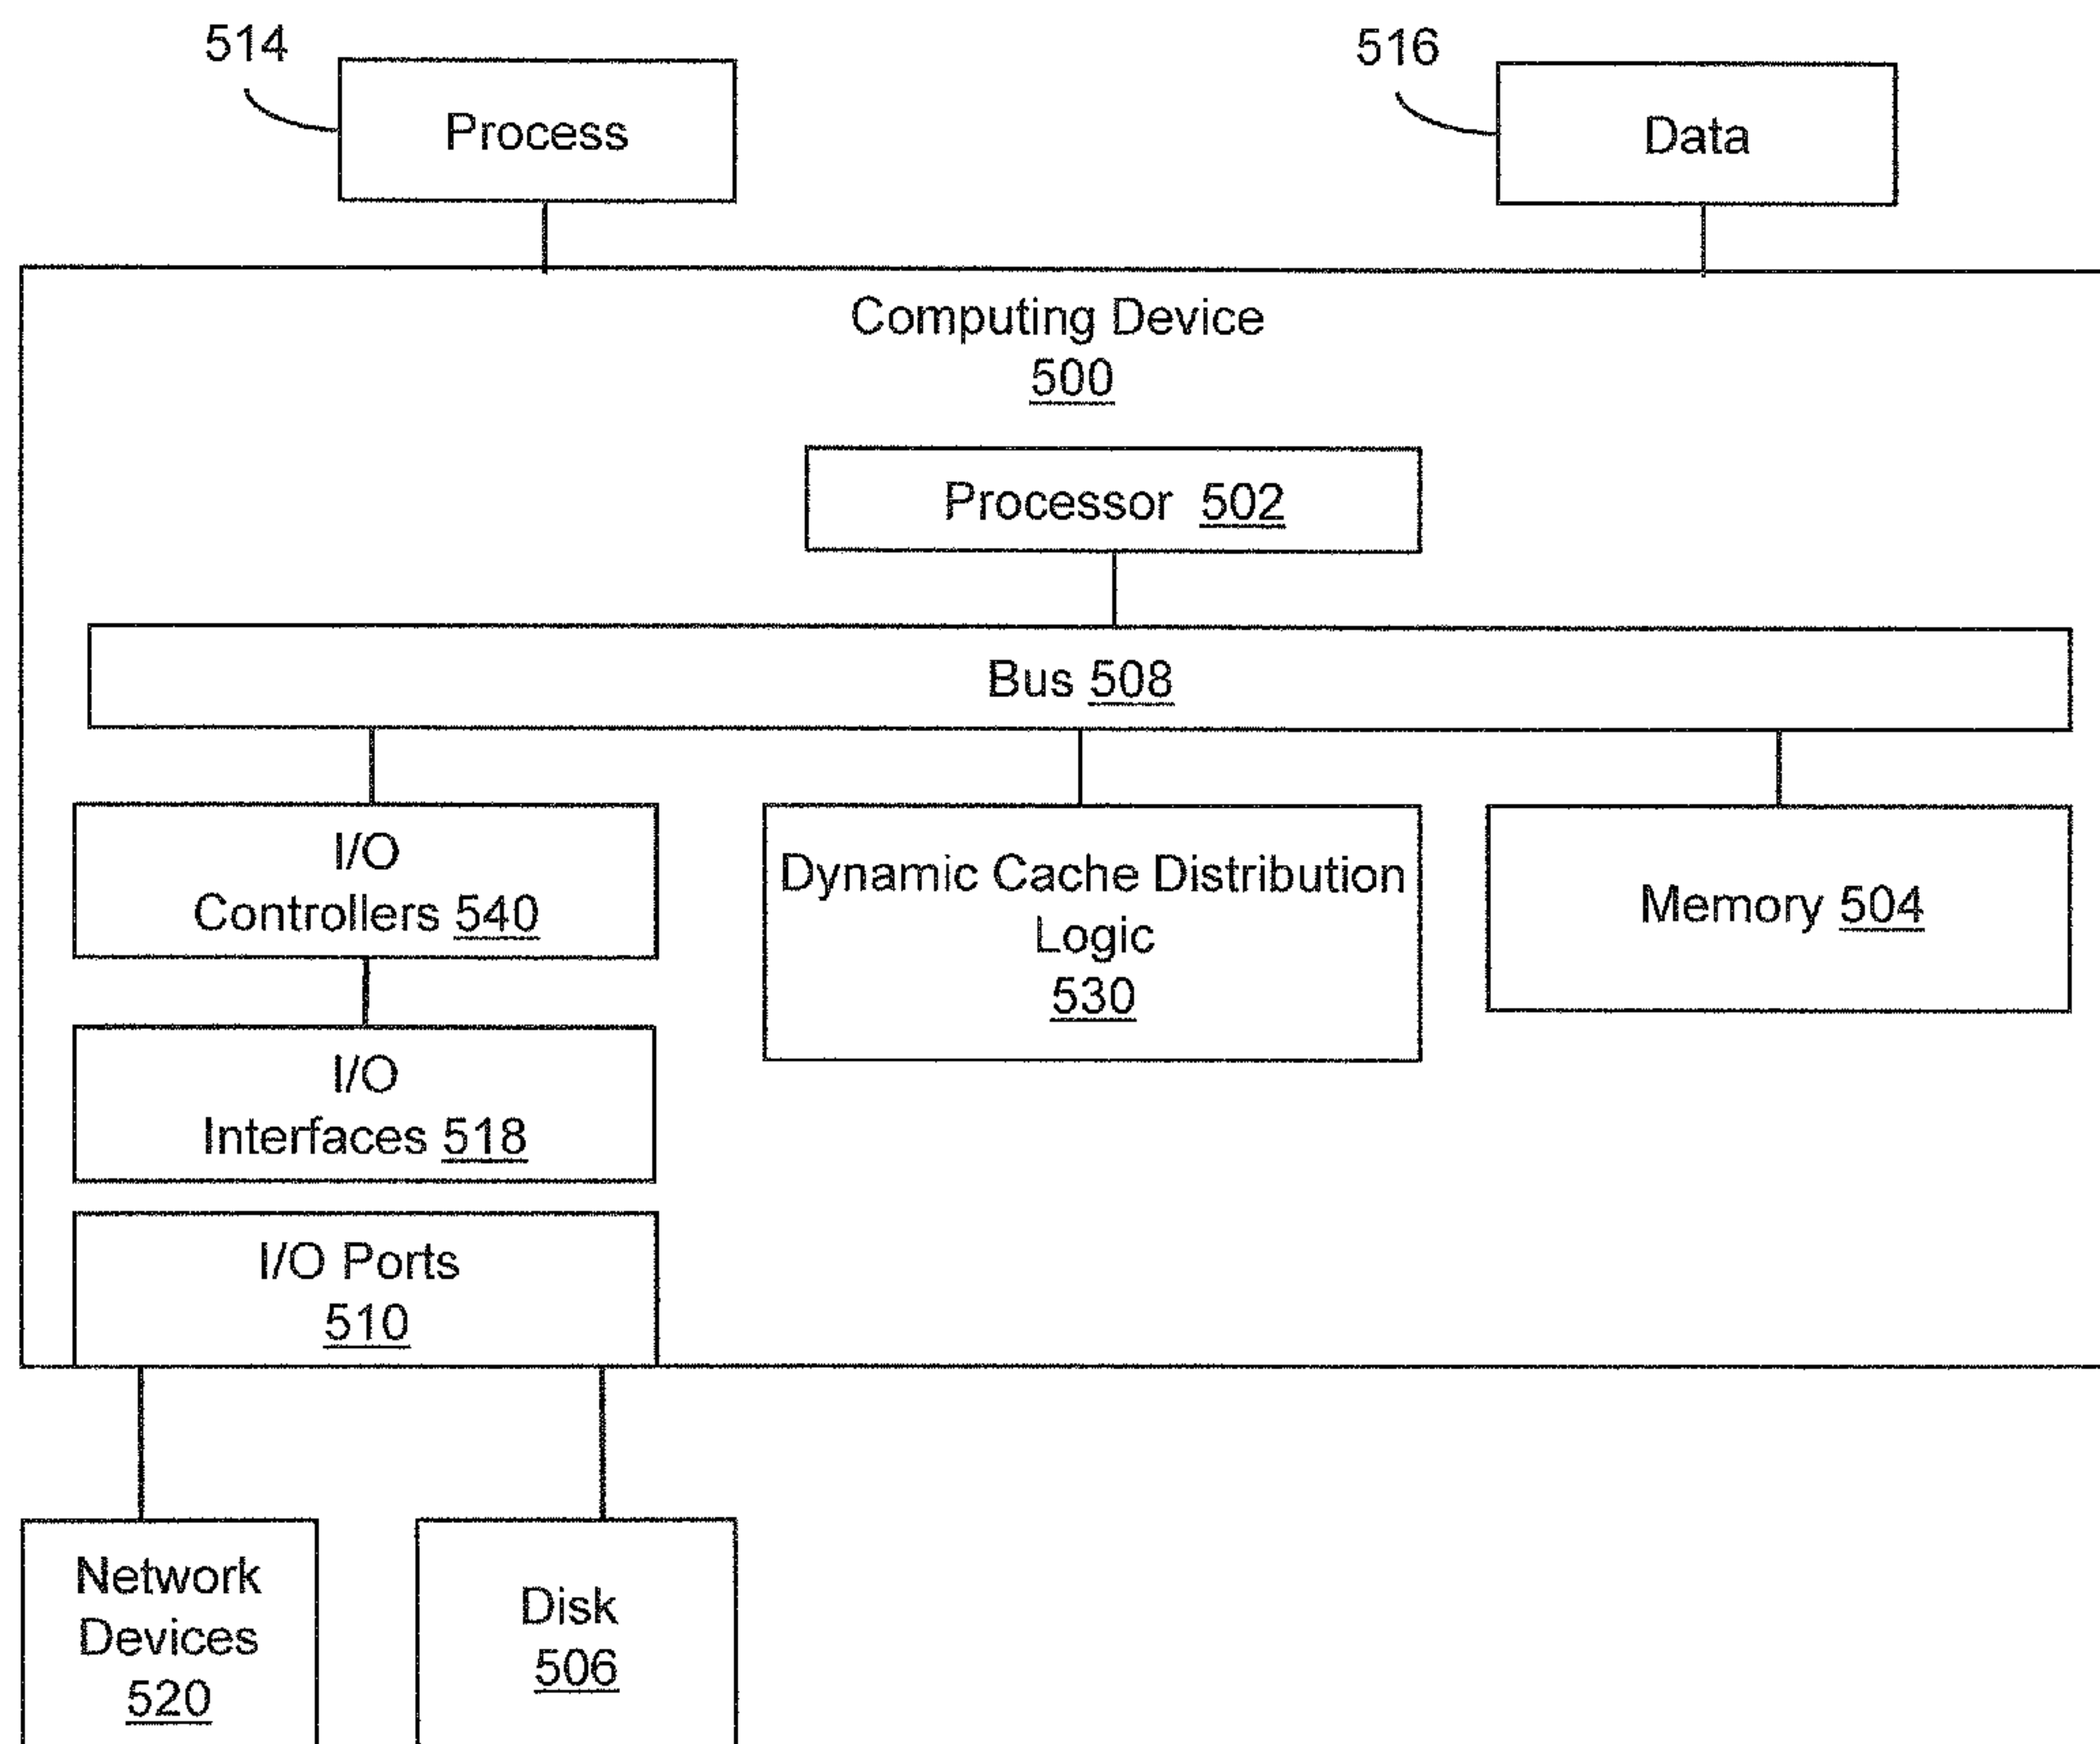 514
Process
516
Data
Computing Device
500
Processor 502
Bus 508
I/O
Controllers 540
Dynamic Cache Distribution
Logic
530
Memory 504
I/O
Interfaces 518
I/O Ports
510
Network
Devices
520
Disk
506